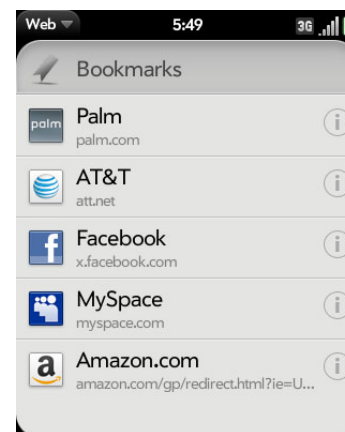 Web 5:49 3G
Bookmarks
palm Palm
palm.com
AT&T
att.net
f Facebook
x.facebook.com
MySpace
myspace.com
a Amazon.com
amazon.com/gp/redirect.html?ie=U...